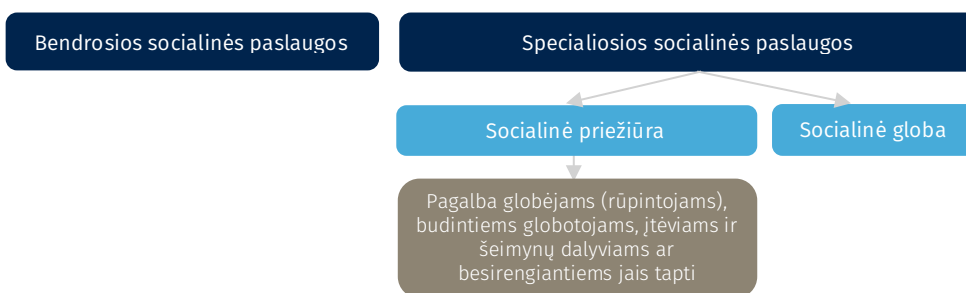 Bendrosios socialinės paslaugos
Specialiosios socialinės paslaugos
Socialinė priežiūra
Socialinė globa
Pagalba globėjams (rūpintojams),
budintiems globotojams, įtėviams ir
šeimynų dalyviams ar
besirengiantiems jais tapti